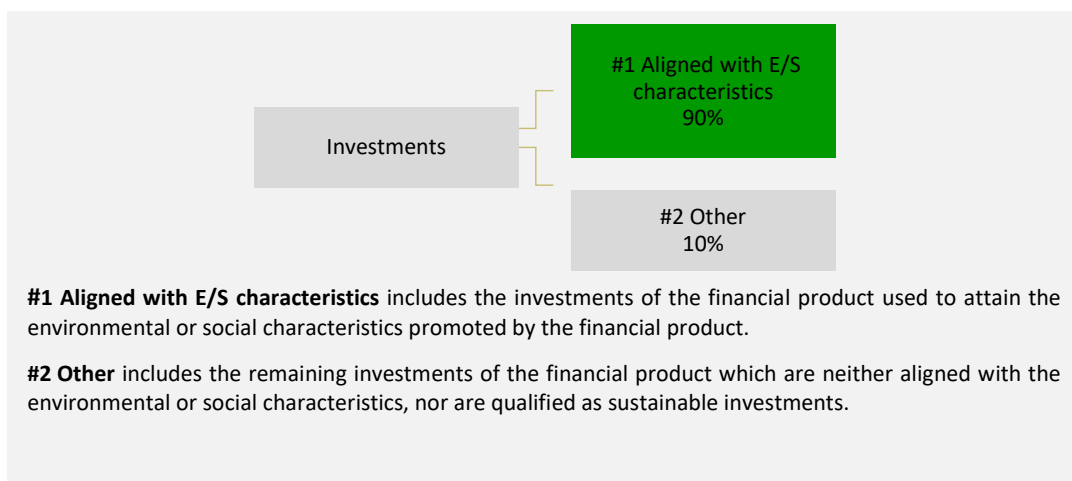 #1 Aligned with E/S
characteristics
90%
Investments
#2 Other
10%
#1 Aligned with E/S characteristics includes the investments of the financial product used to attain the
environmental or social characteristics promoted by the financial product.
#2 Other includes the remaining investments of the financial product which are neither aligned with the
environmental or social characteristics, nor are qualified as sustainable investments.